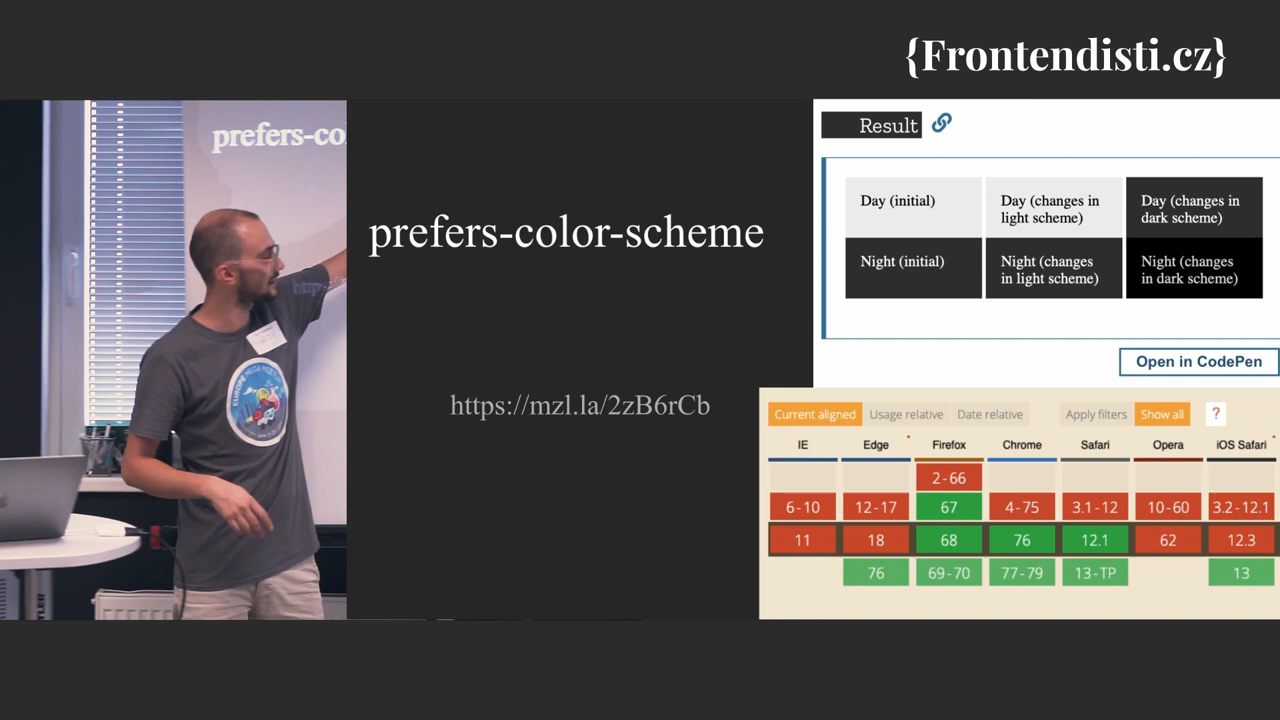 {Frontendisti.cz}
prefers-co
prefers-color-scheme
https://mzl.la/2zB6rCb
Result
Day (initial)
Day (changes in
light scheme)
Day (changes in
dark scheme)
Night (initial)
Night (changes
in light scheme)
Night (changes
in dark scheme)
Open in CodePen
Current aligned Usage relative Date relative Apply filters Show all ?
IE Edge Firefox Chrome Safari Opera iOS Safari
2-66
6-10 12-17 67 4-75 3.1-12 10-60 3.2-12.1
11 18 68 76 12.1 62 12.3
76 69-70 77-79 13-TP 13